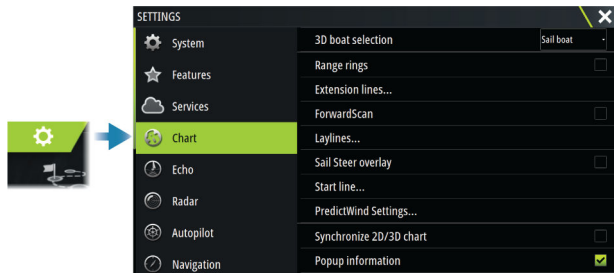 SETTINGS
System
Features
Services
Chart
Echo
Radar
Autopilot
Navigation
3D boat selection
Sail boat
Range rings
Extension lines...
ForwardScan
Laylines...
Sail Steer overlay
Start line...
PredictWind Settings...
Synchronize 2D/3D chart
Popup information